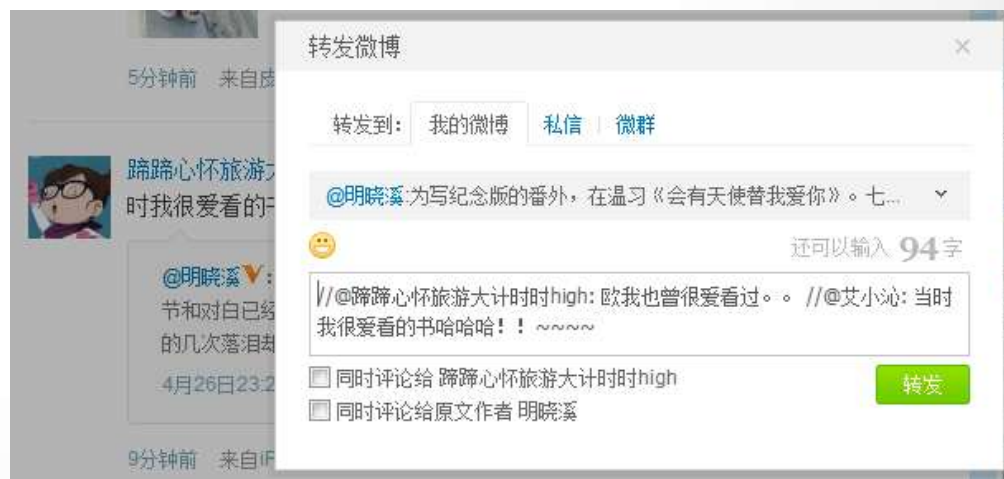 转发微博
×
5分钟前 来自皮
转发到: 我的微博 私信 微群
蹄蹄心怀旅游大
@明晓溪:为写纪念版的番外，在温习《会有天使替我爱你》。七...
时我很爱看的书
还可以输入 94字
@明晓溪V:
//@蹄蹄心怀旅游大计时时high: 欧我也曾很爱看过。。 //@艾小沁: 当时
节和对白已经
我很爱看的书哈哈哈！！~~~~
的几次落泪却
同时评论给 蹄蹄心怀旅游大计时时high
转发
4月26日23:2
同时评论给原文作者 明晓溪
9分钟前 来自iP